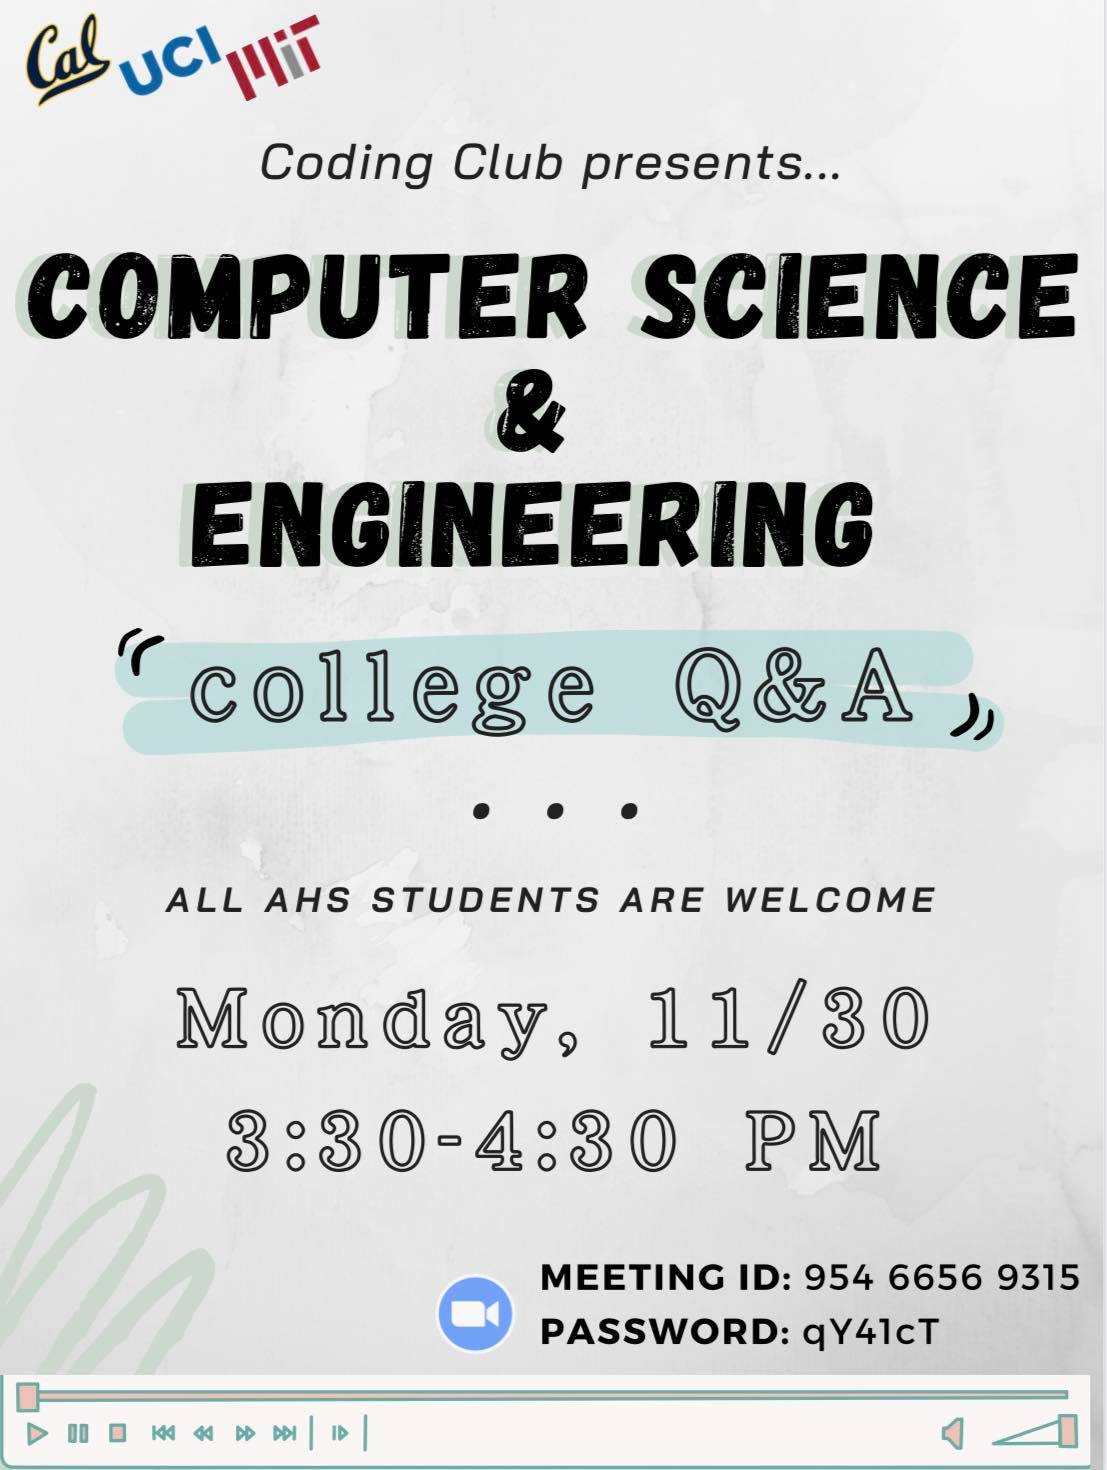 Cal UCI MIT
Coding Club presents...
COMPUTER SCIENCE
&
ENGINEERING
college Q&A
ALL AHS STUDENTS ARE WELCOME
Monday, 11/30
3:30-4:30 PM
MEETING ID: 954 6656 9315
PASSWORD: qY41cT